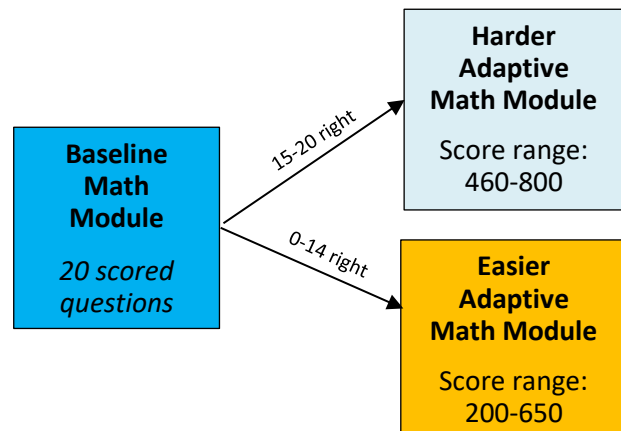 Baseline
Math
Module
20 scored
questions
15-20 right
0-14 right
Harder
Adaptive
Math Module
Score range:
460-800
Easier
Adaptive
Math Module
Score range:
200-650